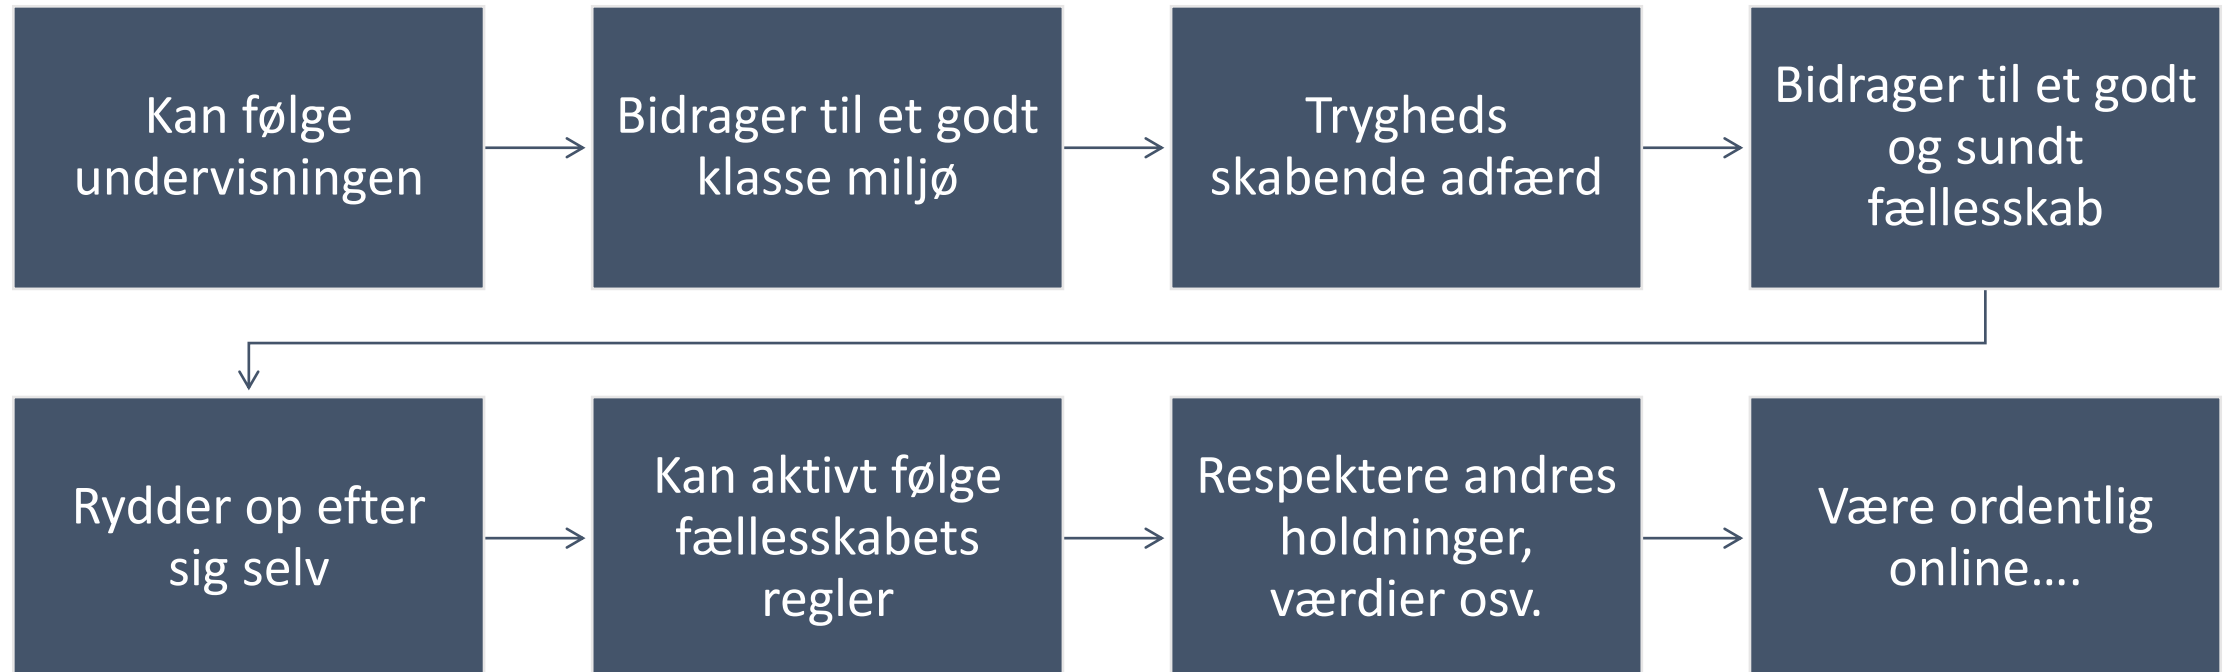 Kan følge
undervisningen
Bidrager til et godt
klasse miljø
Trygheds
skabende adfærd
Bidrager til et godt
og sundt
fællesskab
Rydder op efter
sig selv
Kan aktivt følge
fællesskabets
regler
Respektere andres
holdninger,
værdier osv.
Være ordentlig
online….